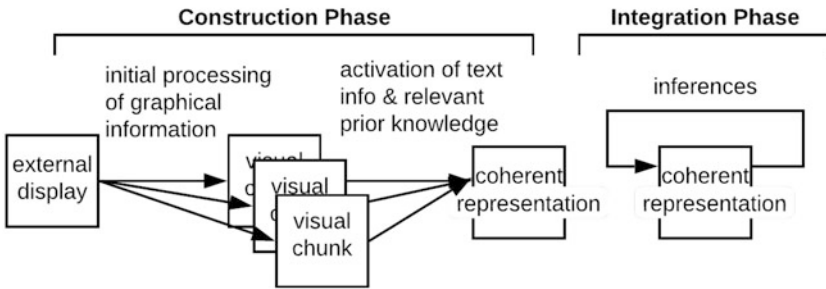 Construction Phase
Integration Phase
initial processing
of graphical
information
activation of text
info & relevant
prior knowledge
inferences
external
display
visual
visual
visual
chunk
coherent
representation
coherent
representation